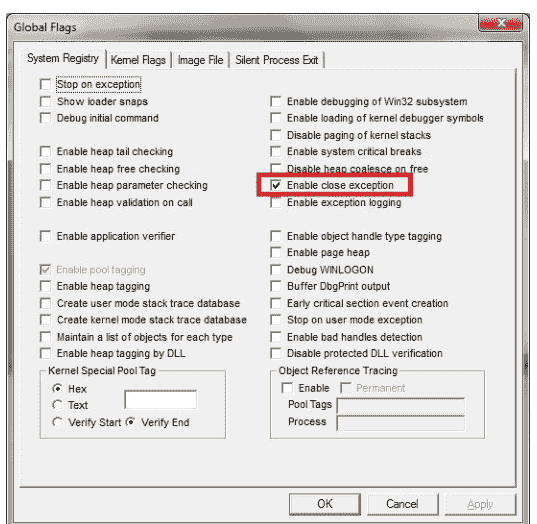 Global Flags
System Registry Kernel Flags Image File Silent Process Exit
Stop on exception
Show loader snaps Enable debugging of Win32 subsystem
Debug initial command Enable loading of kernel debugger symbols
Disable paging of kernel stacks
Enable heap tail checking Enable system critical breaks
Enable heap free checking Disable heap coalesce on free
Enable heap parameter checking Enable close exception
Enable heap validation on call Enable exception logging
Enable application verifier Enable object handle type tagging
Enable page heap
Enable pool tagging Debug WINLOGON
Enable heap tagging Buffer DbgPrint output
Create user mode stack trace database Early critical section event creation
Create kernel mode stack trace database Stop on user mode exception
Maintain a list of objects for each type Enable bad handles detection
Enable heap tagging by DLL Disable protected DLL verification
Kernel Special Pool Tag Object Reference Tracing
Hex Enable Permanent
Text Pool Tags
Verify Start Verify End Process
OK Cancel Apply